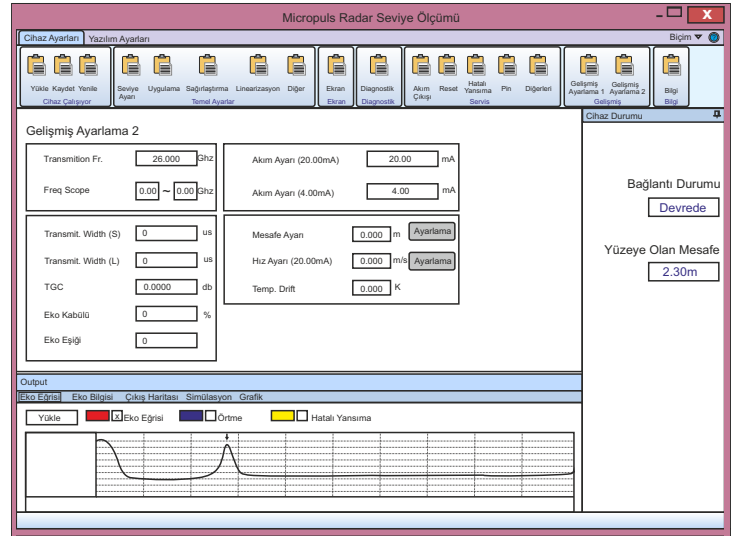 Micropuls Radar Seviye Ölçümü
X
Cihaz Ayarları Yazılım Ayarları Biçim
Yükle Kaydet Yenile
Cihaz Çalışıyor
Seviye Ayarı Uygulama Sağırlaştırma Linearizasyon Diğer
Temel Ayarlar
Ekran
Ekran
Diagnostik
Diagnostik
Akım Çıkışı Reset Hatalı Yansıma Pin Diğerleri
Servis
Gelişmiş Ayarlama 1 Gelişmiş Ayarlama 2
Gelişmiş
Bilgi
Bilgi
Cihaz Durumu
Gelişmiş Ayarlama 2
Transmition Fr. 26.000 Ghz
Freq Scope 0.00 ~ 0.00 Ghz
Akım Ayarı (20.00mA) 20.00 mA
Akım Ayarı (4.00mA) 4.00 mA
Transmit. Width (S) 0 us
Transmit. Width (L) 0 us
TGC 0.0000 db
Eko Kabülü 0 %
Eko Eşiği 0
Mesafe Ayarı 0.000 m Ayarlama
Hız Ayarı (20.00mA) 0.000 m/s Ayarlama
Temp. Drift 0.000 K
Bağlantı Durumu
Devrede
Yüzeye Olan Mesafe
2.30m
Output
Eko Eğrisi Eko Bilgisi Çıkış Haritası Simülasyon Grafik
Yükle X Eko Eğrisi Örtme Hatalı Yansıma